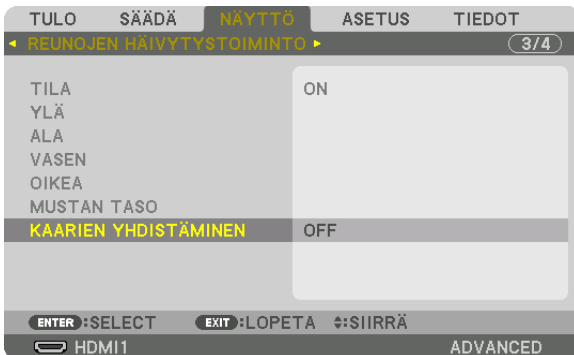 TULO SÄÄDÄ NÄYTTÖ ASETUS TIEDOT
REUNOJEN HÄIVYTYSTOIMINTO 3/4
TILA ON
YLÄ
ALA
VASEN
OIKEA
MUSTAN TASO
KAARIEN YHDISTÄMINEN OFF
ENTER :SELECT EXIT :LOPETA :SIIRRÄ
HDMI1 ADVANCED